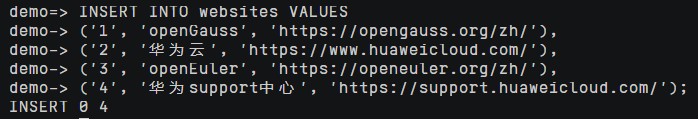 demo=> INSERT INTO websites VALUES
demo-> ('1', 'openGauss', 'https://opengauss.org/zh/'),
demo-> ('2', '华为云', 'https://www.huaweicloud.com/'),
demo-> ('3', 'openEuler', 'https://openeuler.org/zh/'),
demo-> ('4', '华为support中心', 'https://support.huaweicloud.com/');
INSERT 0 4